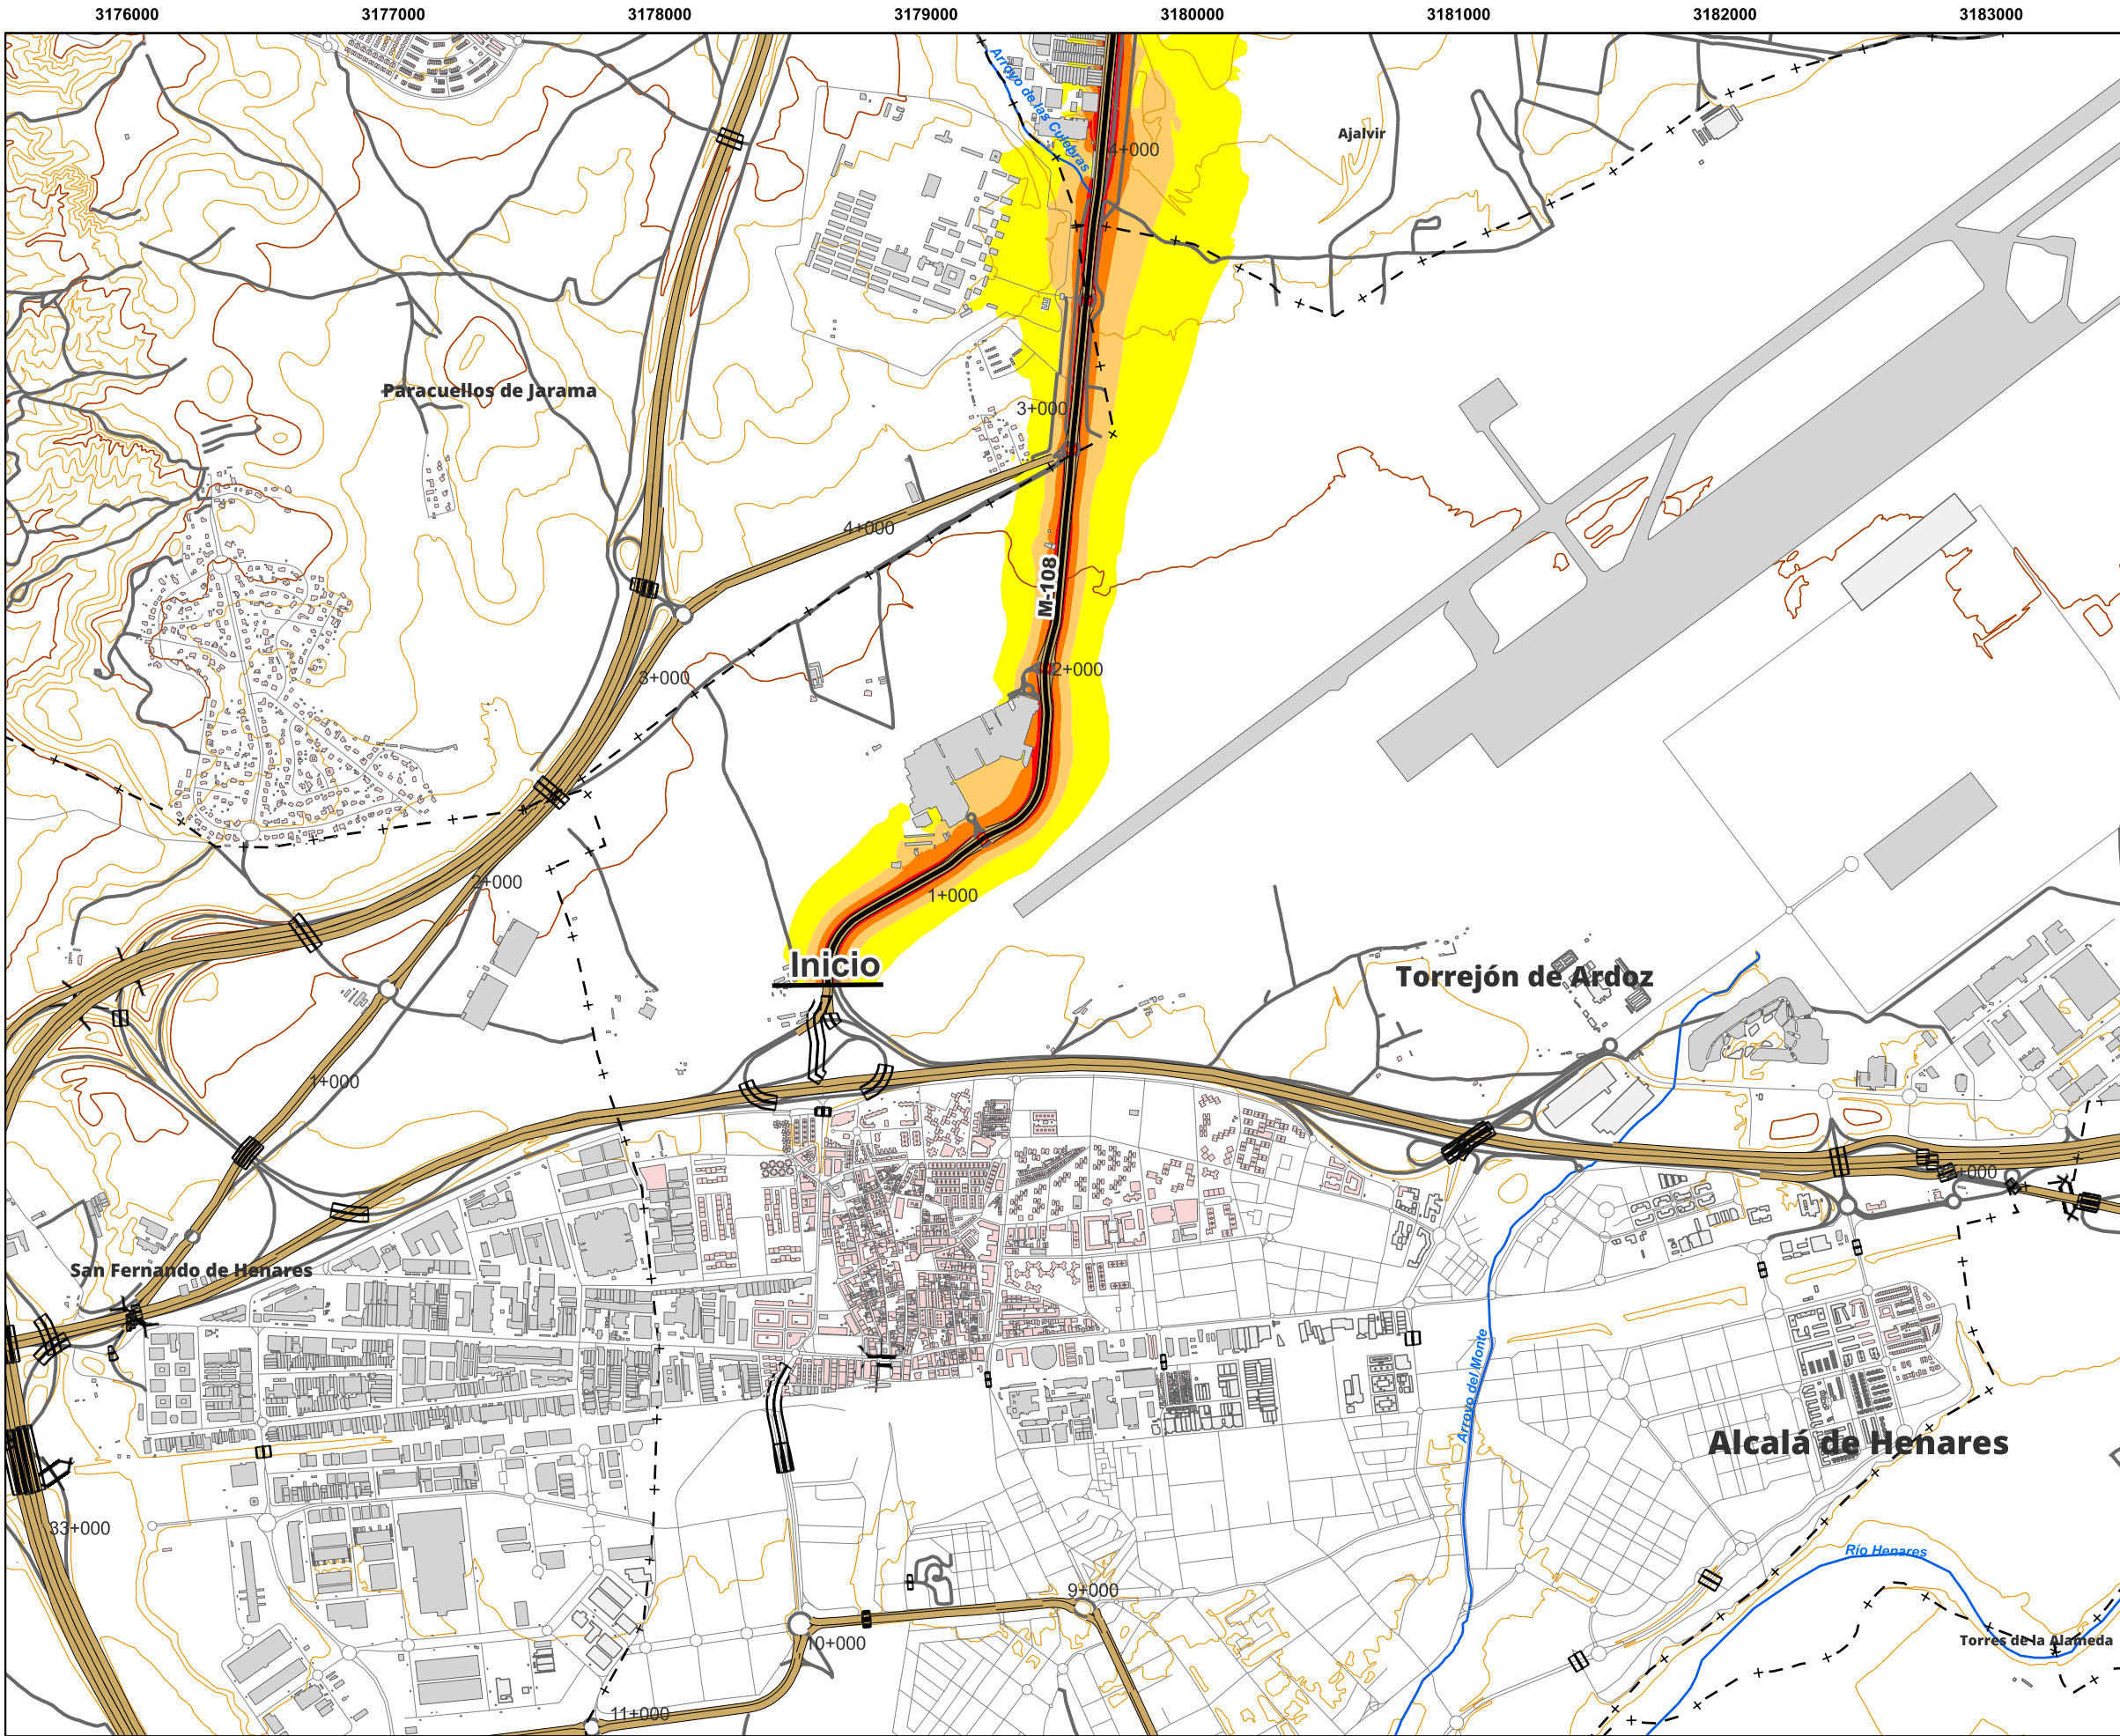 3176000 3177000 3178000 3179000 3180000 3181000 3182000 3183000
Arroyo de las Culebras
Ajalvir
4+000
Paracuellos de Jarama
3+000
4+000
M-108
2+000
3+000
2+000
1+000
Inicio
Torrejón de Ardoz
1+000
+000
San Fernando de Henares
Arroyo del Monte
Alcalá de Henares
33+000
Río Henares
9+000
10+000
Torres de la Alameda
11+000